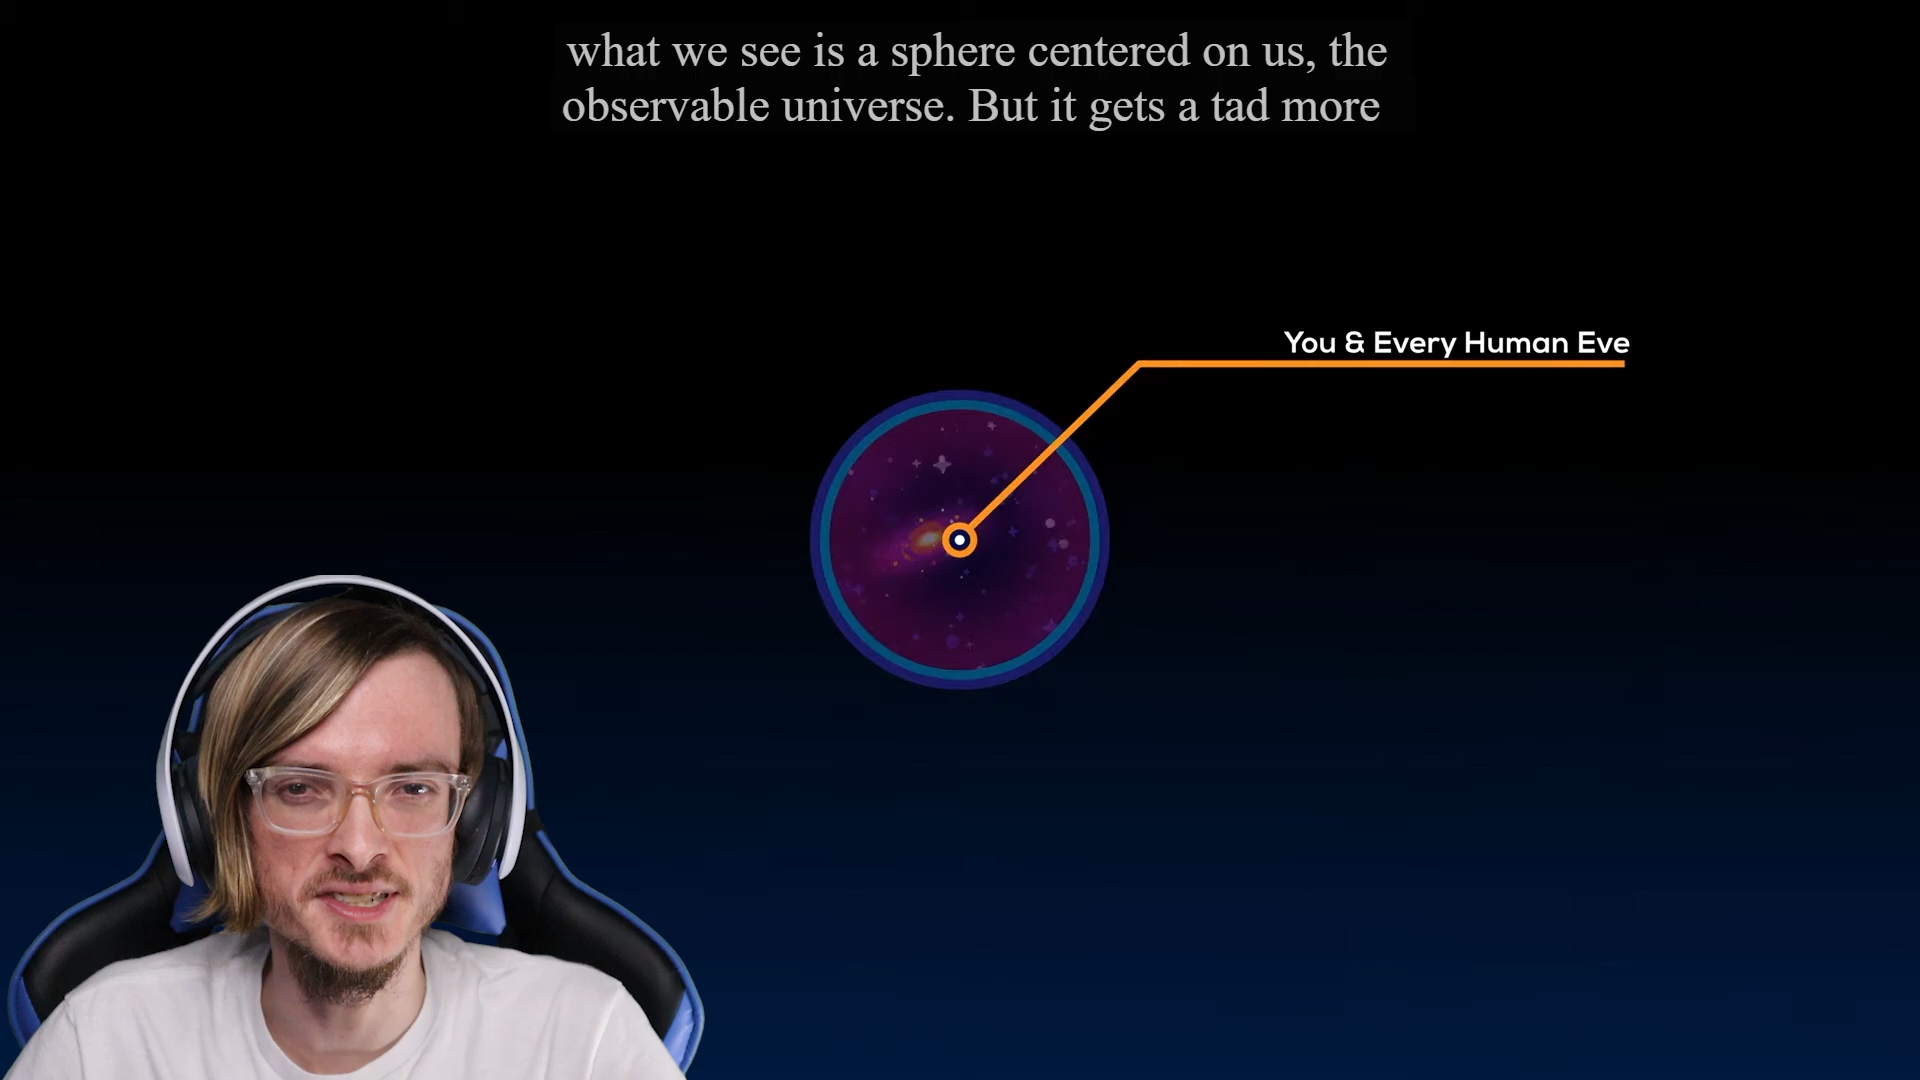 what we see is a sphere centered on us, the
observable universe. But it gets a tad more
You & Every Human Eve